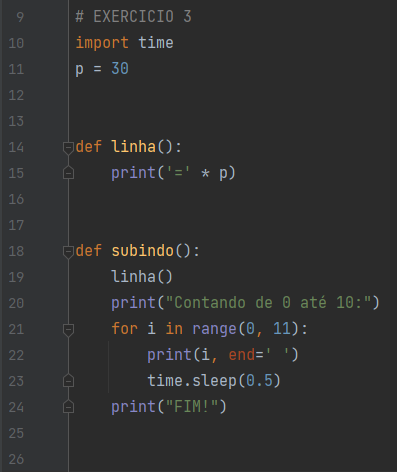 9 # EXERCICIO 3
10 import time
11 p = 30
12
13
14 def linha():
15     print('=' * p)
16
17
18 def subindo():
19     linha()
20     print("Contando de 0 até 10:")
21     for i in range(0, 11):
22         print(i, end=' ')
23         time.sleep(0.5)
24     print("FIM!")
25
26